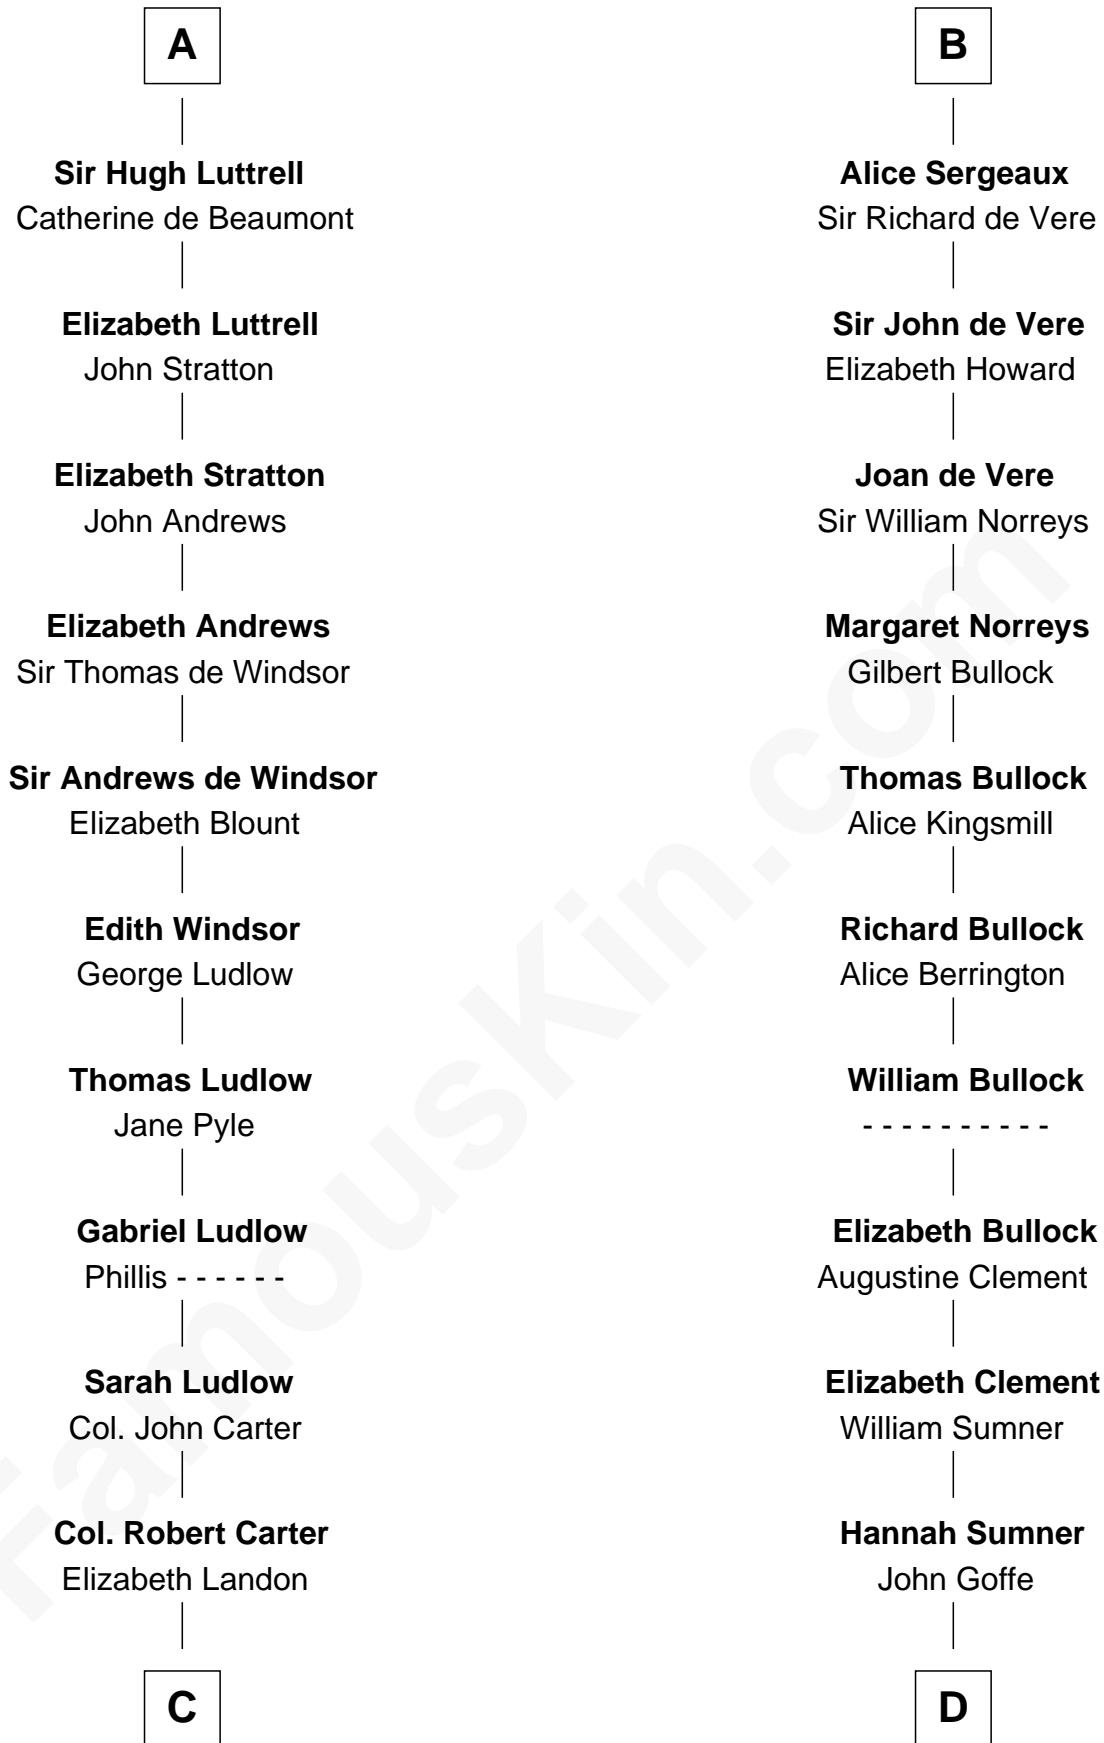 A
Sir Hugh Luttrell
Catherine de Beaumont
Elizabeth Luttrell
John Stratton
Elizabeth Stratton
John Andrews
Elizabeth Andrews
Sir Thomas de Windsor
Sir Andrews de Windsor
Elizabeth Blount
Edith Windsor
George Ludlow
Thomas Ludlow
Jane Pyle
Gabriel Ludlow
Phillis - - - - - -
Sarah Ludlow
Col. John Carter
Col. Robert Carter
Elizabeth Landon
C
B
Alice Sergeaux
Sir Richard de Vere
Sir John de Vere
Elizabeth Howard
Joan de Vere
Sir William Norreys
Margaret Norreys
Gilbert Bullock
Thomas Bullock
Alice Kingsmill
Richard Bullock
Alice Berrington
William Bullock
- - - - - - - - - -
Elizabeth Bullock
Augustine Clement
Elizabeth Clement
William Sumner
Hannah Sumner
John Goffe
D
FamousKin.com